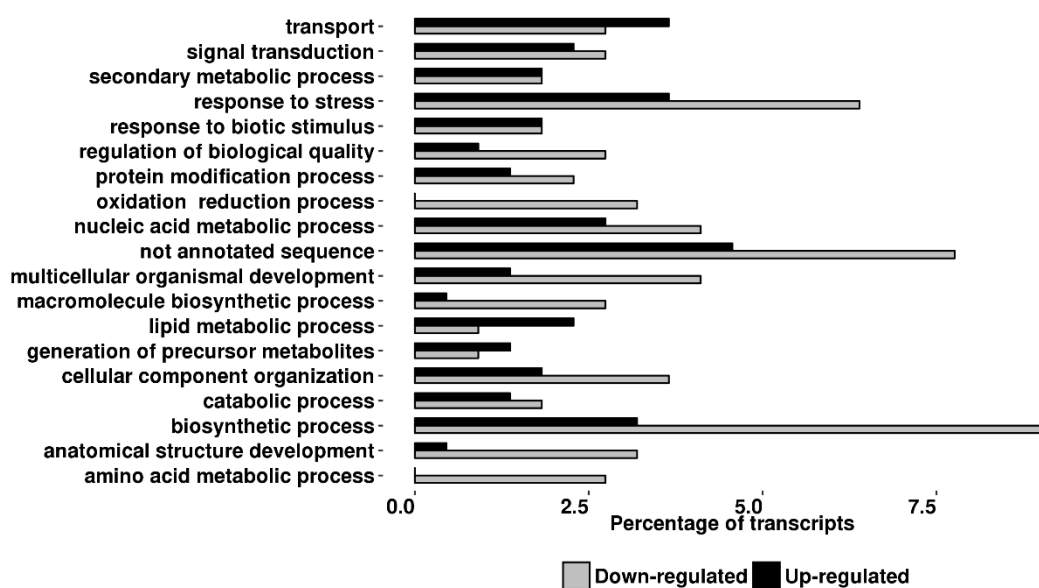 transport
signal transduction
secondary metabolic process
response to stress
response to biotic stimulus
regulation of biological quality
protein modification process
oxidation  reduction process
nucleic acid metabolic process
not annotated sequence
multicellular organismal development
macromolecule biosynthetic process
lipid metabolic process
generation of precursor metabolites
cellular component organization
catabolic process
biosynthetic process
anatomical structure development
amino acid metabolic process
0.0 2.5 5.0 7.5
Percentage of transcripts
Down-regulated Up-regulated